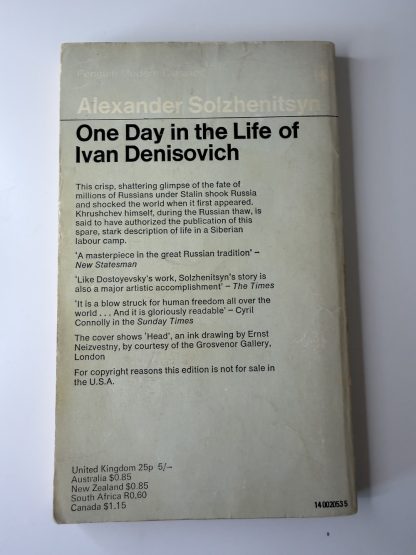 Penguin Modern Classics
Alexander Solzhenitsyn
One Day in the Life of
Ivan Denisovich
This crisp, shattering glimpse of the fate of
millions of Russians under Stalin shook Russia
and shocked the world when it first appeared.
Khrushchev himself, during the Russian thaw, is
said to have authorized the publication of this
spare, stark description of life in a Siberian
labour camp.
'A masterpiece in the great Russian tradition' –
New Statesman
'Like Dostoyevsky's work, Solzhenitsyn's story is
also a major artistic accomplishment' – The Times
'It is a blow struck for human freedom all over the
world . . . And it is gloriously readable' – Cyril
Connolly in the Sunday Times
The cover shows 'Head', an ink drawing by Ernst
Neizvestny, by courtesy of the Grosvenor Gallery,
London
For copyright reasons this edition is not for sale in
the U.S.A.
United Kingdom 25p 5/–
Australia $0.85
New Zealand $0.85
South Africa R0,60
Canada $1.15
14 002053 5